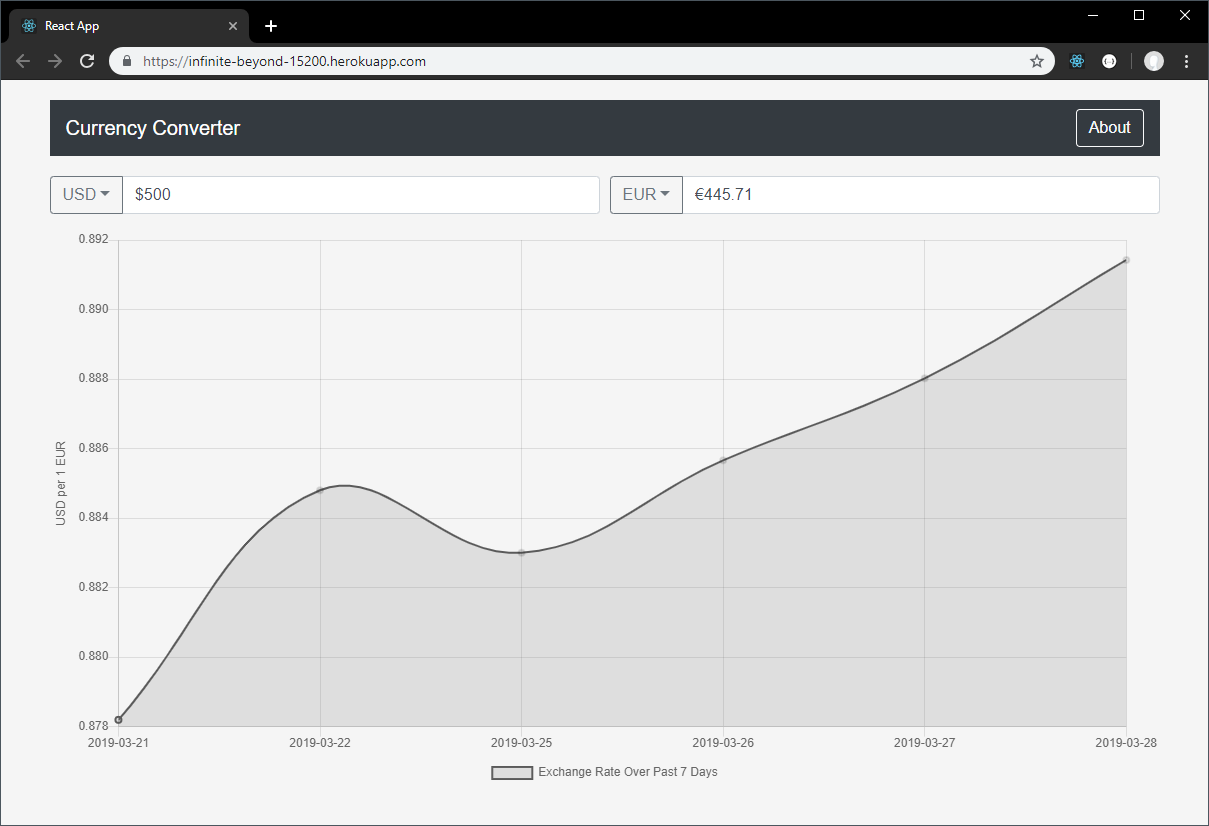 React App
https://infinite-beyond-15200.herokuapp.com
Currency Converter
About
USD
$500
EUR
€445.71
0.892
0.890
0.888
0.886
0.884
0.882
0.880
0.878
USD per 1 EUR
2019-03-21
2019-03-22
2019-03-25
2019-03-26
2019-03-27
2019-03-28
Exchange Rate Over Past 7 Days